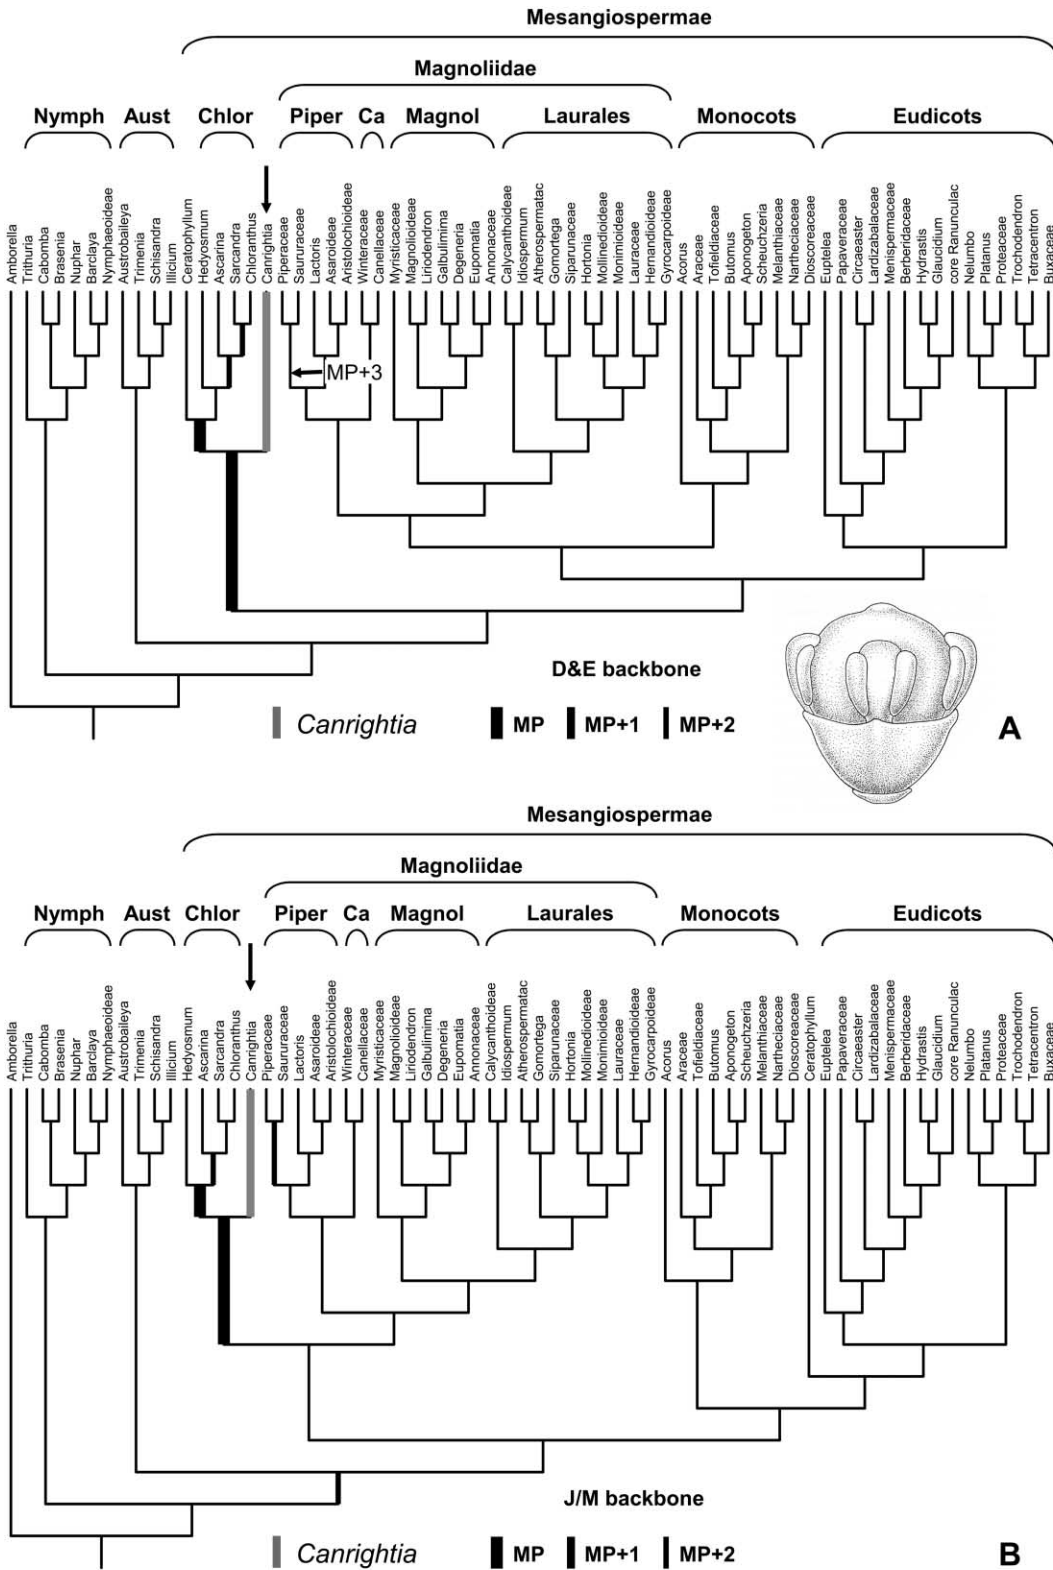 Mesangiospermae
Magnoliidae
Nymph Aust Chlor Piper Ca Magnol Laurales Monocots Eudicots
Amborella
Trithuria
Cabomba
Brasenia
Nuphar
Barclaya
Nymphaeoideae
Austrobaileya
Trimenia
Schisandra
Illicium
Ceratophyllum
Hedyosmum
Ascarina
Sarcandra
Chloranthus
Canrightia
Piperaceae
Saururaceae
Lactoris
Asaroideae
Aristolochioideae
Winteraceae
Canellaceae
Myristicaceae
Magnolioideae
Liriodendron
Galbulimima
Degeneria
Eupomatia
Annonaceae
Calycanthoideae
Idiospermum
Atherospermatac
Gomortega
Siparunaceae
Hortonia
Mollinedioideae
Monimioideae
Lauraceae
Hernandioideae
Gyrocarpoideae
Acorus
Araceae
Tofieldiaceae
Butomus
Aponogeton
Scheuchzeria
Melanthiaceae
Nartheciaceae
Dioscoreaceae
Euptelea
Papaveraceae
Circaeaster
Lardizabalaceae
Menispermaceae
Berberidaceae
Hydrastis
Glaucidium
core Ranunculac
Nelumbo
Platanus
Proteaceae
Trochodendron
Tetracentron
Buxaceae
MP+3
D&E backbone
Canrightia MP MP+1 MP+2 A
Mesangiospermae
Magnoliidae
Nymph Aust Chlor Piper Ca Magnol Laurales Monocots Eudicots
Amborella
Trithuria
Cabomba
Brasenia
Nuphar
Barclaya
Nymphaeoideae
Austrobaileya
Trimenia
Schisandra
Illicium
Hedyosmum
Ascarina
Sarcandra
Chloranthus
Canrightia
Piperaceae
Saururaceae
Lactoris
Asaroideae
Aristolochioideae
Winteraceae
Canellaceae
Myristicaceae
Magnolioideae
Liriodendron
Galbulimima
Degeneria
Eupomatia
Annonaceae
Calycanthoideae
Idiospermum
Atherospermatac
Gomortega
Siparunaceae
Hortonia
Mollinedioideae
Monimioideae
Lauraceae
Hernandioideae
Gyrocarpoideae
Acorus
Araceae
Tofieldiaceae
Butomus
Aponogeton
Scheuchzeria
Melanthiaceae
Nartheciaceae
Dioscoreaceae
Ceratophyllum
Euptelea
Papaveraceae
Circaeaster
Lardizabalaceae
Menispermaceae
Berberidaceae
Hydrastis
Glaucidium
core Ranunculac
Nelumbo
Platanus
Proteaceae
Trochodendron
Tetracentron
Buxaceae
J/M backbone
Canrightia MP MP+1 MP+2 B